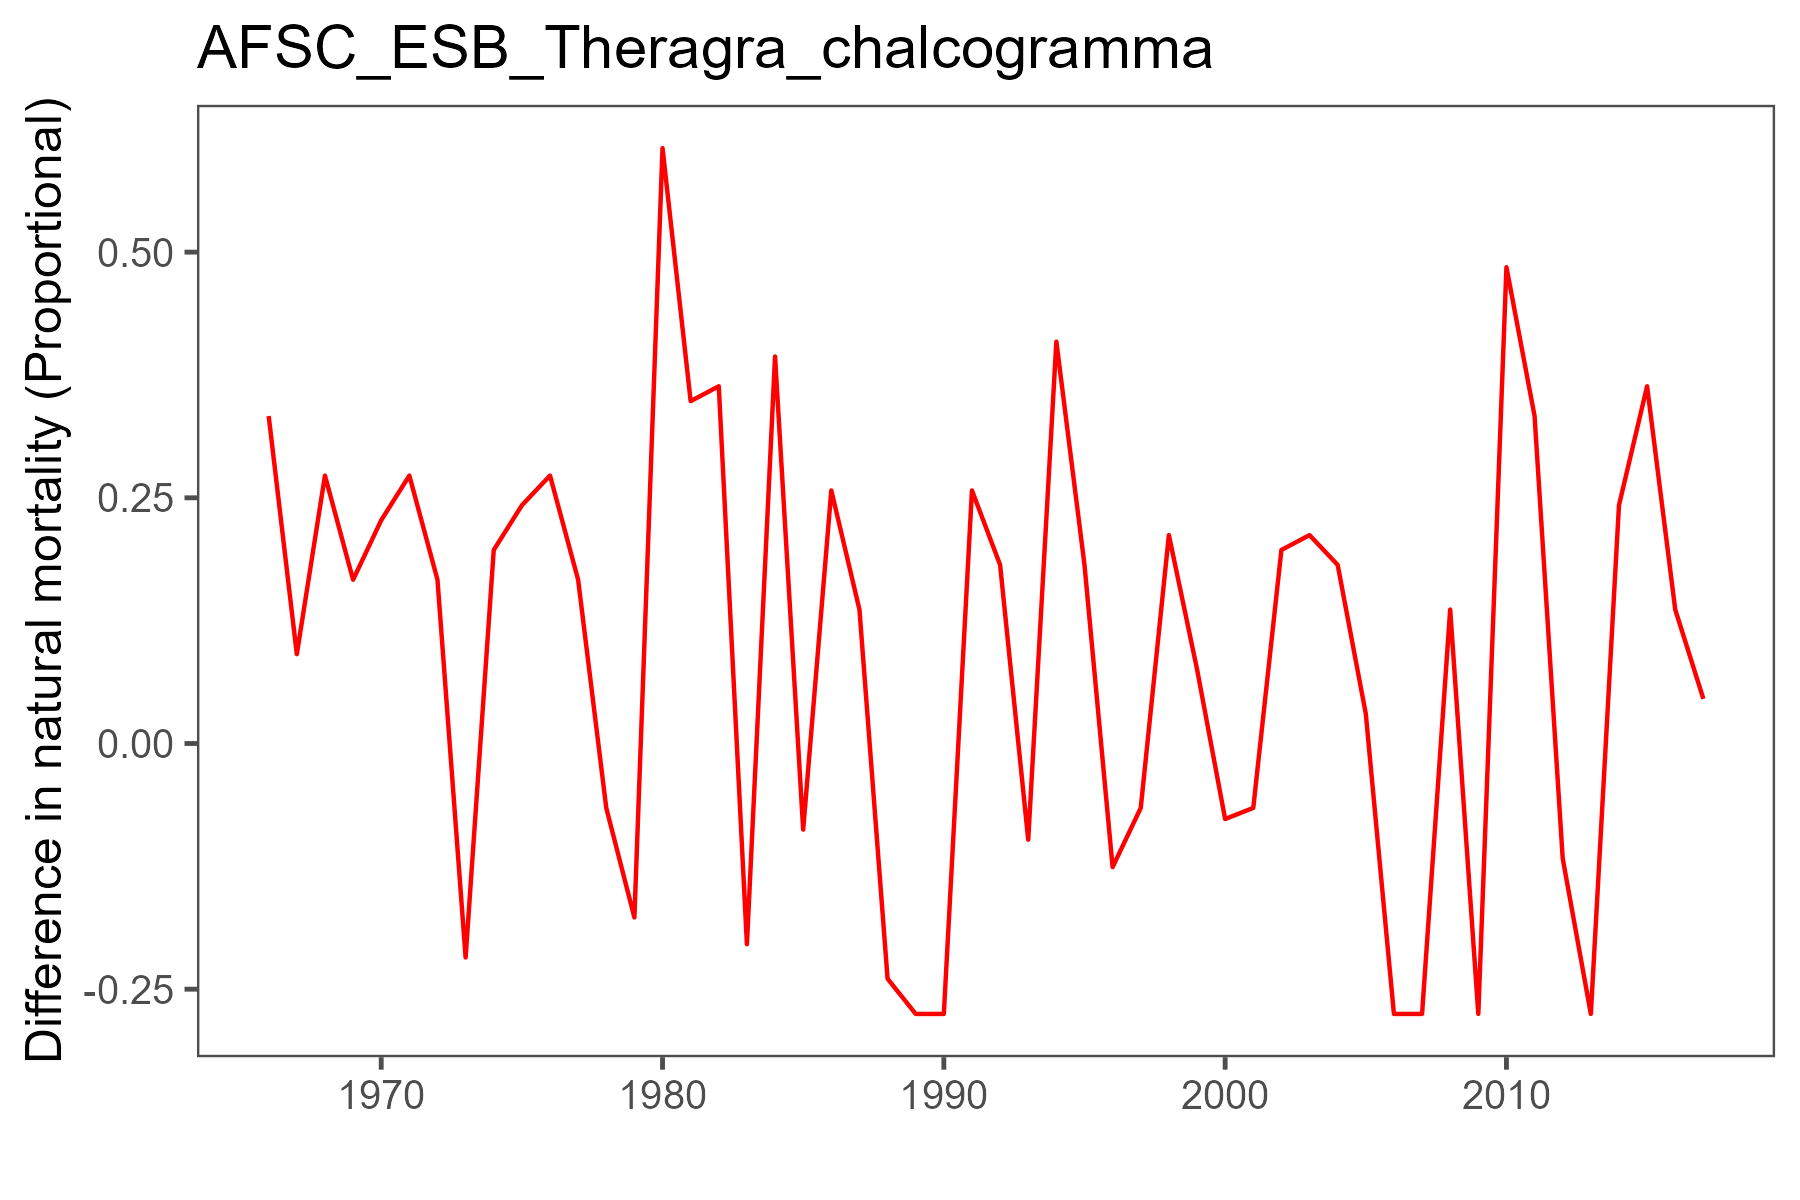 AFSC_ESB_Theragra_chalcogramma
Difference in natural mortality (Proportional)
0.50
0.25
0.00
-0.25
1970 1980 1990 2000 2010